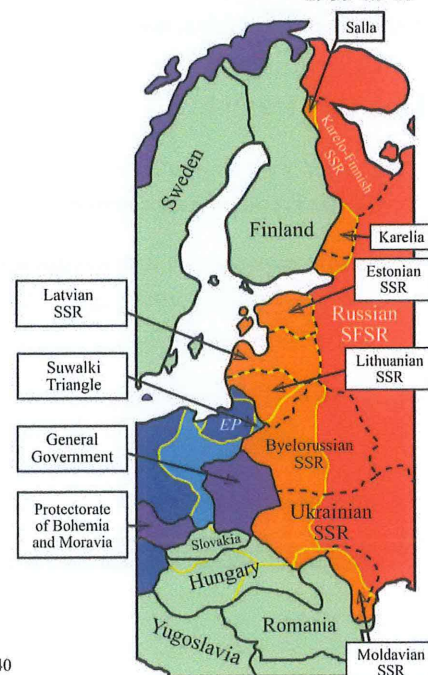 Salla
Karelo-Finnish
SSR
Sweden
Finland
Karelia
Estonian
SSR
Latvian
SSR
Russian
SFSR
Suwalki
Triangle
Lithuanian
SSR
EP
General
Government
Byelorussian
SSR
Protectorate
of Bohemia
and Moravia
Ukrainian
SSR
Slovakia
Hungary
Romania
Yugoslavia
Moldavian
SSR
40